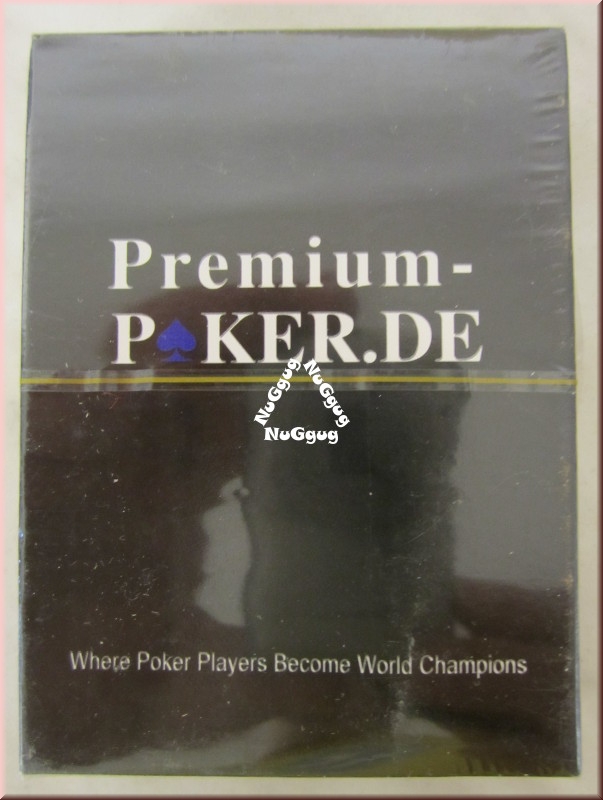 Premium-
P♠KER.DE
NuGgug
NuGgug
NuGgug
Where Poker Players Become World Champions